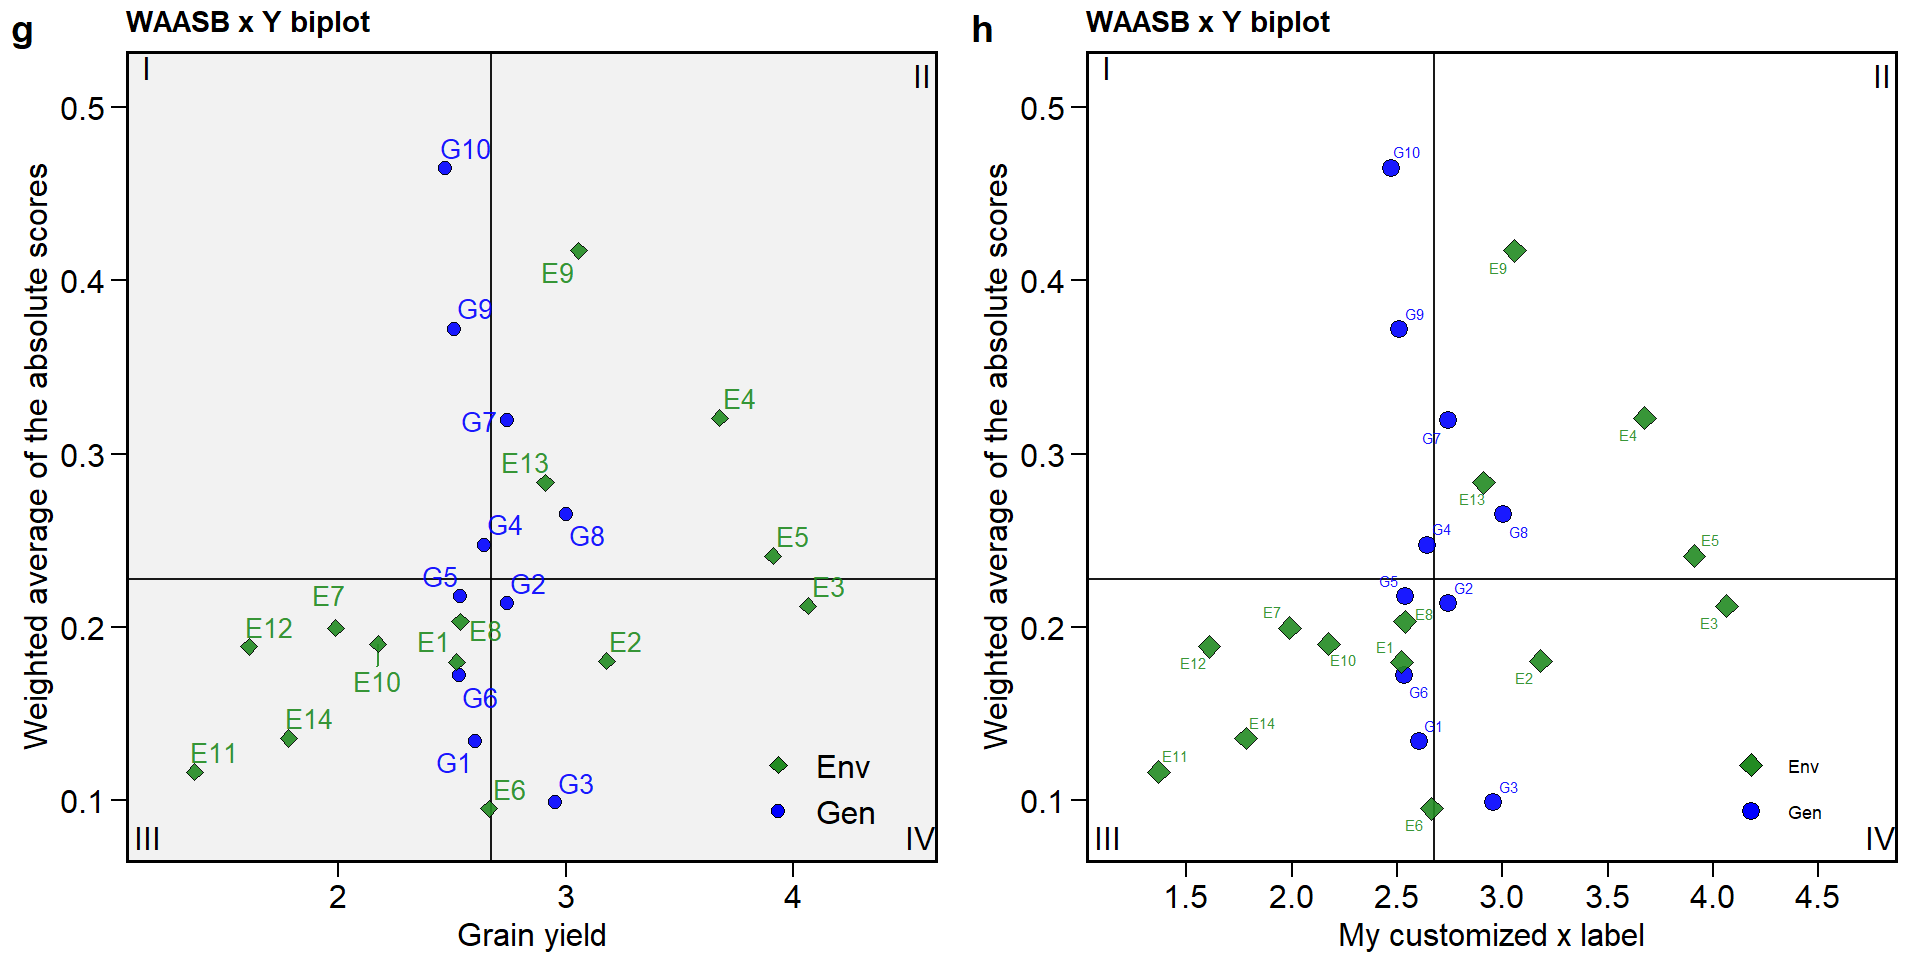 g
WAASB x Y biplot
Weighted average of the absolute scores
0.5
0.4
0.3
0.2
0.1
I
II
G10
E9
G9
E4
G7
E13
G4
G8
E5
G5
G2
E3
E7
E12
E8
E1
E2
E10
G6
E14
E11
G1
E6
G3
Env
Gen
III
IV
2
3
4
Grain yield
h
WAASB x Y biplot
Weighted average of the absolute scores
0.5
0.4
0.3
0.2
0.1
I
II
G10
E9
G9
E4
G7
E13
G4
G8
E5
G5
G2
E7
E8
E3
E1
E12
E10
E2
G6
E14
G1
E11
G3
E6
Env
Gen
III
IV
1.5
2.0
2.5
3.0
3.5
4.0
4.5
My customized x label